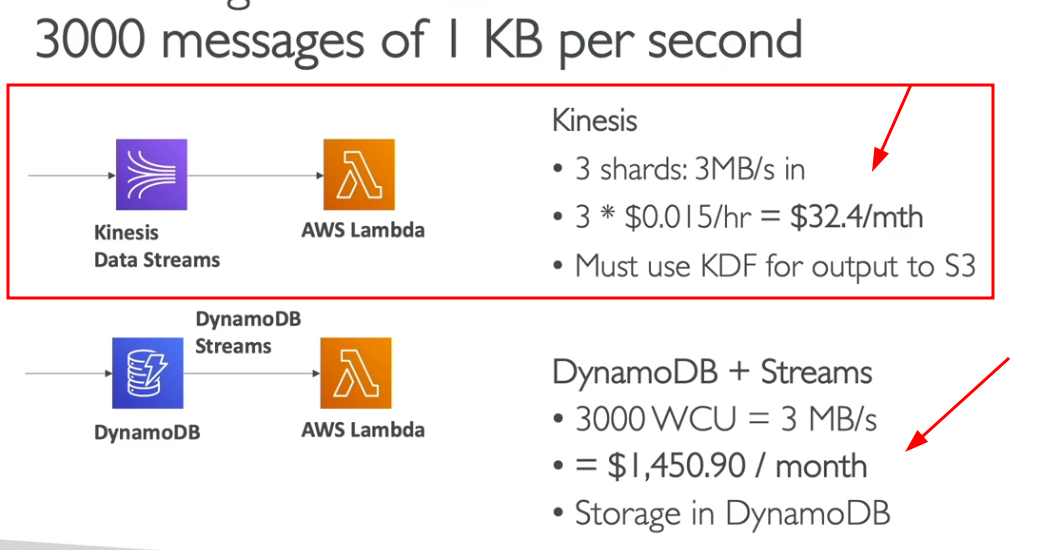 3000 messages of 1 KB per second
Kinesis
Data Streams
AWS Lambda
Kinesis
• 3 shards: 3MB/s in
• 3 * $0.015/hr = $32.4/mth
• Must use KDF for output to S3
DynamoDB
Streams
DynamoDB
AWS Lambda
DynamoDB + Streams
• 3000 WCU = 3 MB/s
• = $1,450.90 / month
• Storage in DynamoDB